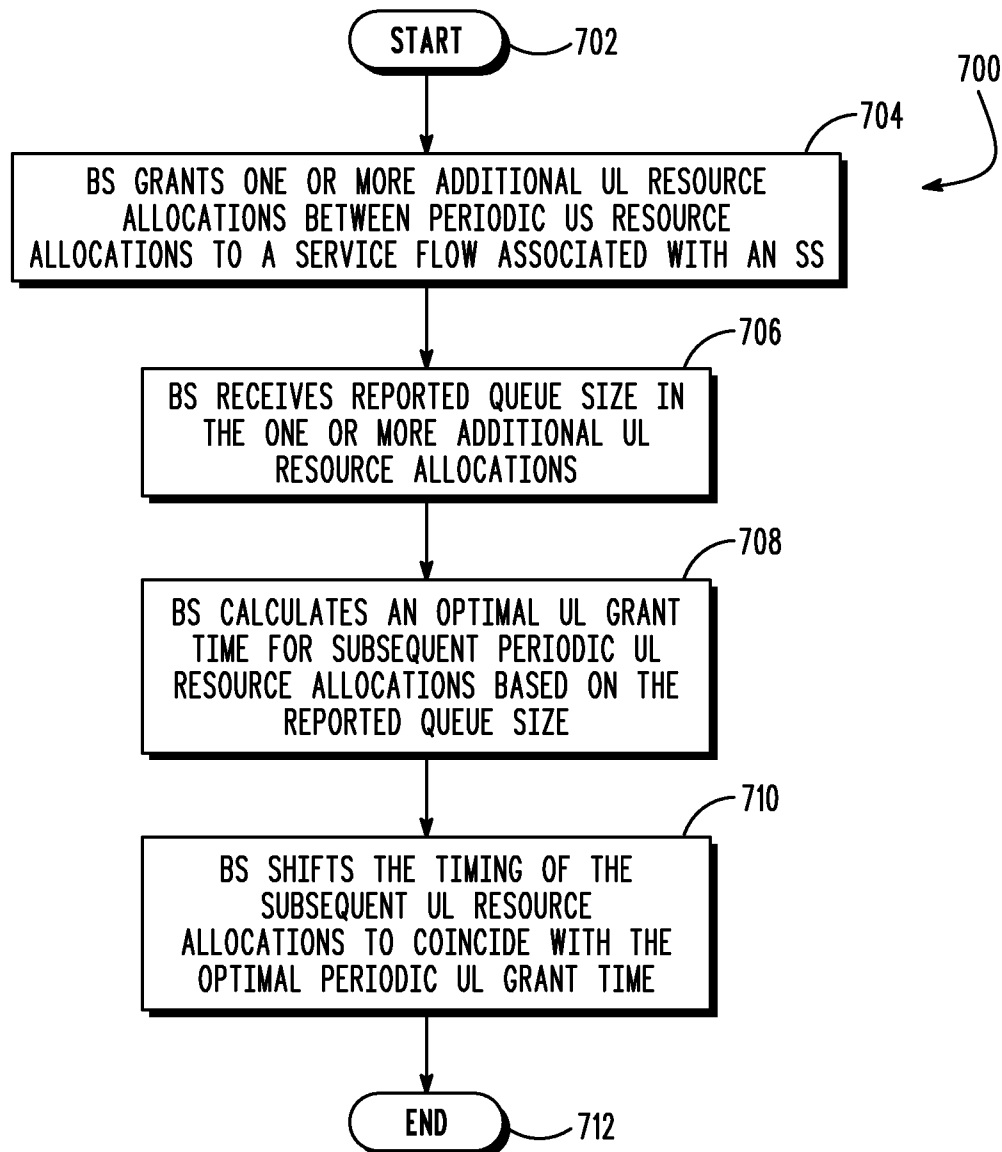 START
702
700
704
BS GRANTS ONE OR MORE ADDITIONAL UL RESOURCE
ALLOCATIONS BETWEEN PERIODIC US RESOURCE
ALLOCATIONS TO A SERVICE FLOW ASSOCIATED WITH AN SS
706
BS RECEIVES REPORTED QUEUE SIZE IN
THE ONE OR MORE ADDITIONAL UL
RESOURCE ALLOCATIONS
708
BS CALCULATES AN OPTIMAL UL GRANT
TIME FOR SUBSEQUENT PERIODIC UL
RESOURCE ALLOCATIONS BASED ON THE
REPORTED QUEUE SIZE
710
BS SHIFTS THE TIMING OF THE
SUBSEQUENT UL RESOURCE
ALLOCATIONS TO COINCIDE WITH THE
OPTIMAL PERIODIC UL GRANT TIME
END
712